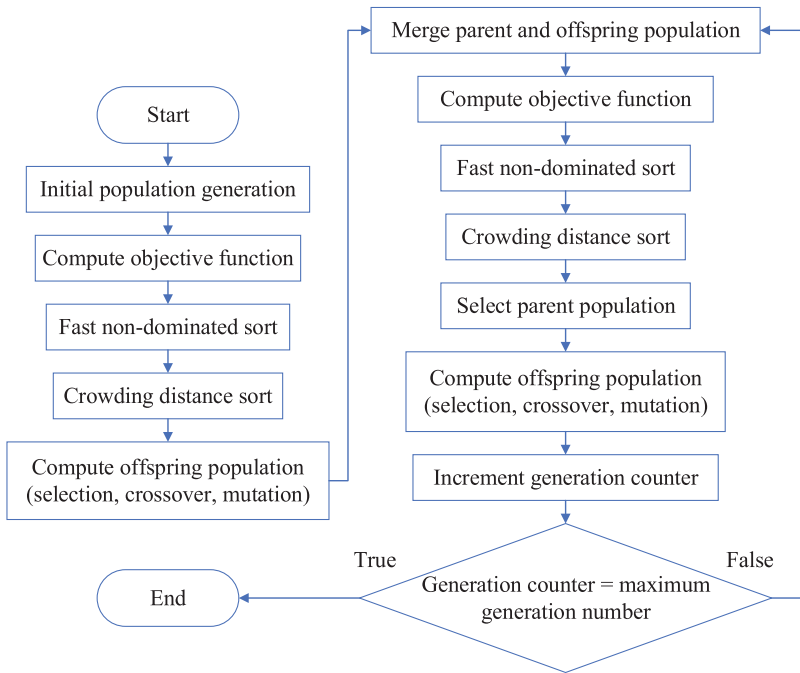 Start
Initial population generation
Compute objective function
Fast non-dominated sort
Crowding distance sort
Compute offspring population
(selection, crossover, mutation)
Merge parent and offspring population
Compute objective function
Fast non-dominated sort
Crowding distance sort
Select parent population
Compute offspring population
(selection, crossover, mutation)
Increment generation counter
Generation counter = maximum
generation number
True
False
End